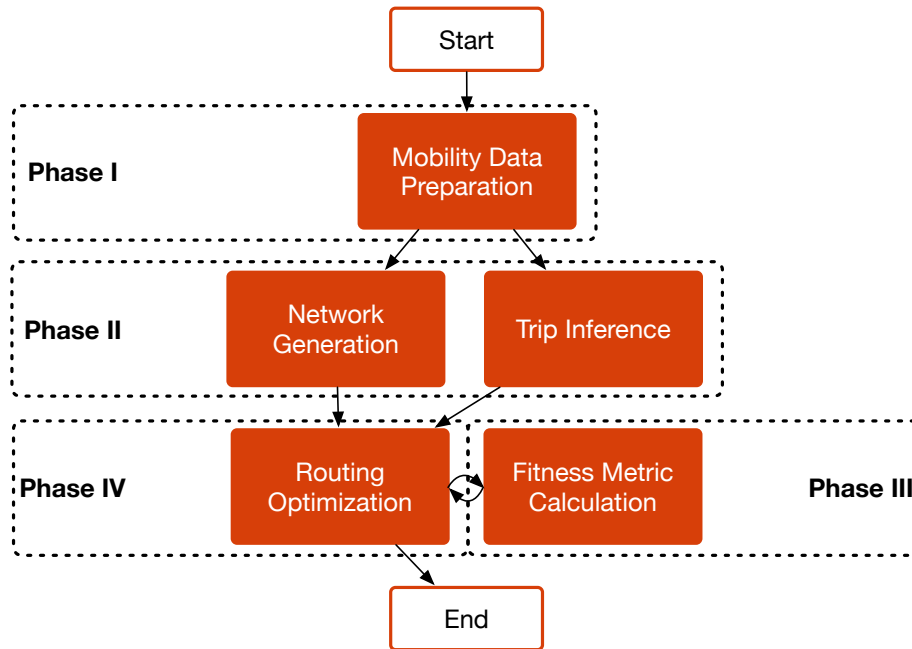 Start
Phase I
Mobility Data
Preparation
Phase II
Network
Generation
Trip Inference
Phase IV
Routing
Optimization
Fitness Metric
Calculation
Phase III
End